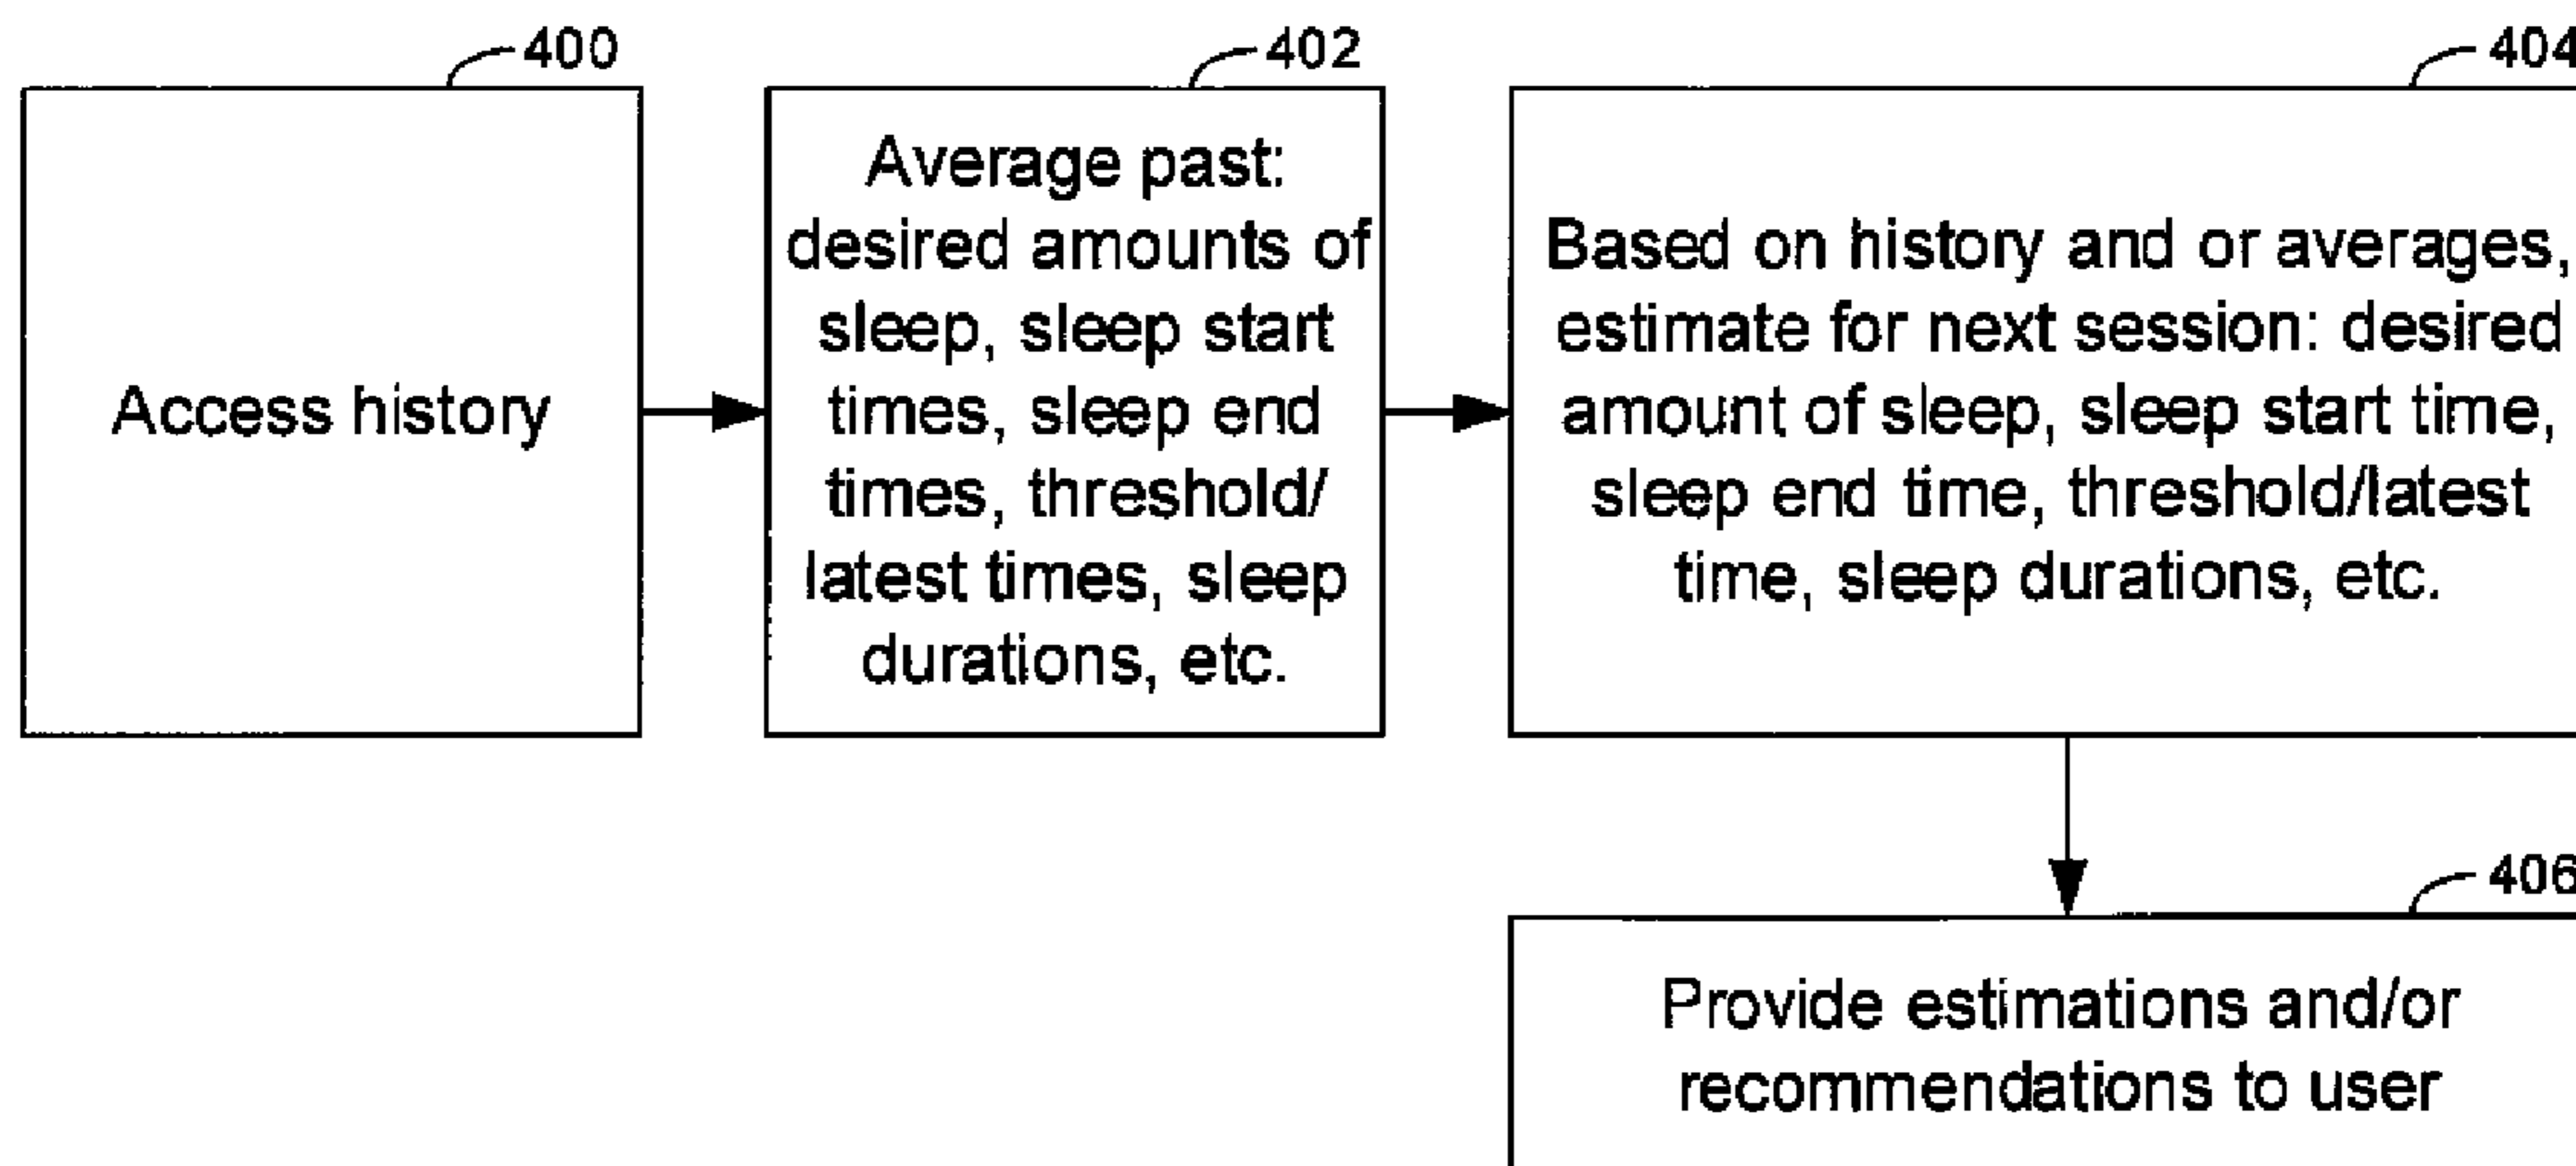 400
402
404
Access history
Average past:
desired amounts of
sleep, sleep start
times, sleep end
times, threshold/
latest times, sleep
durations, etc.
Based on history and or averages,
estimate for next session: desired
amount of sleep, sleep start time,
sleep end time, threshold/latest
time, sleep durations, etc.
406
Provide estimations and/or
recommendations to user